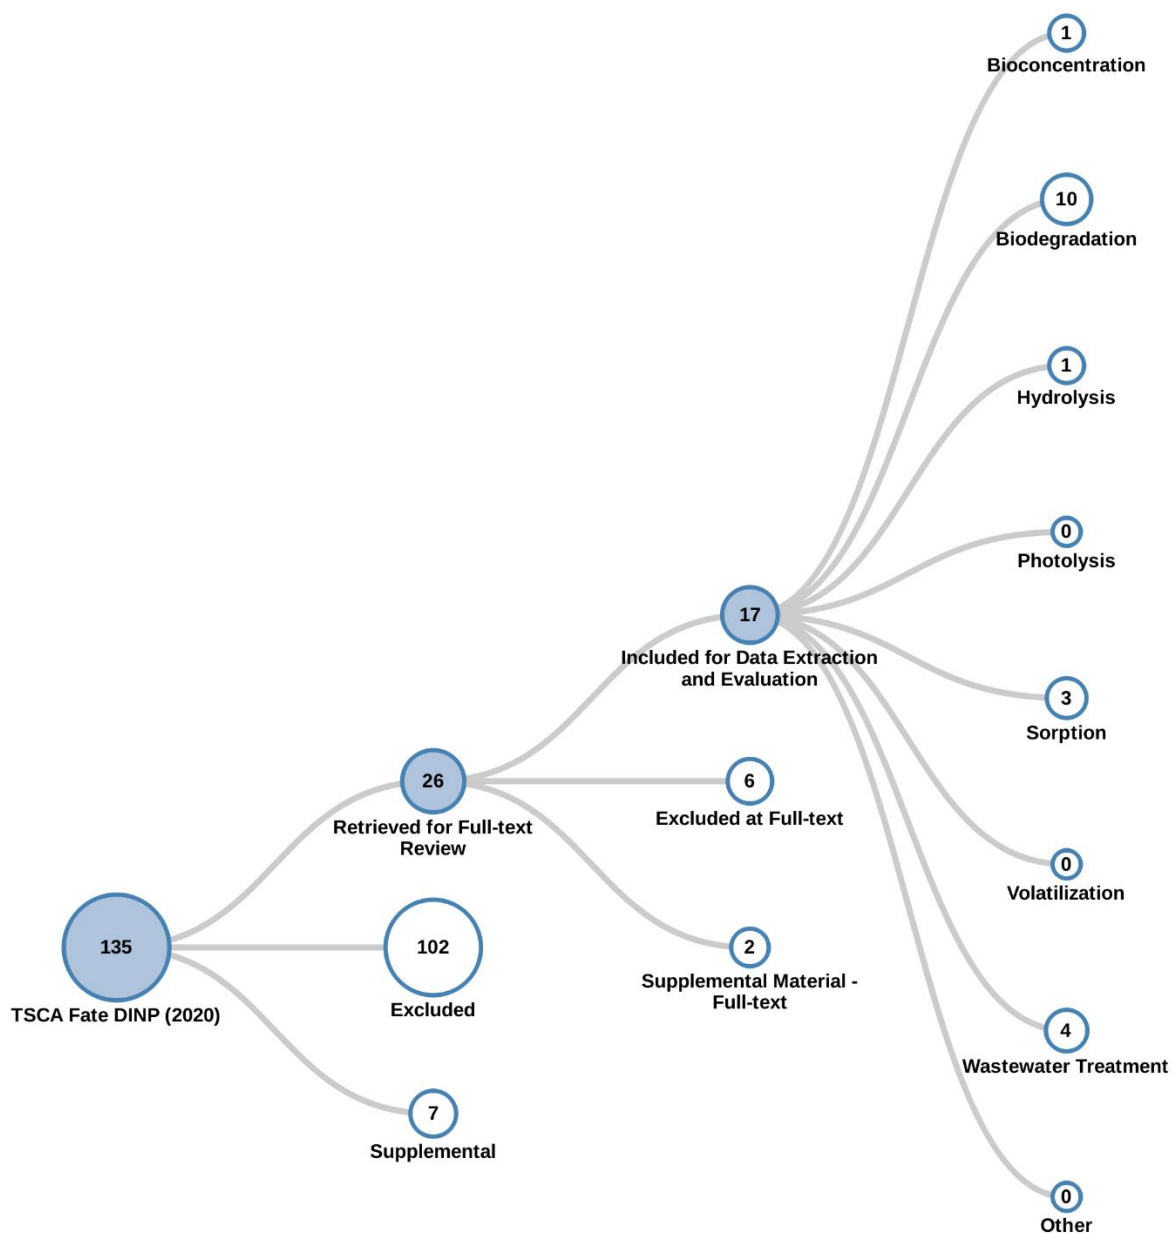 1
Bioconcentration
10
Biodegradation
1
Hydrolysis
0
Photolysis
17
Included for Data Extraction
and Evaluation
3
Sorption
26
Retrieved for Full-text
Review
6
Excluded at Full-text
0
Volatilization
135
TSCA Fate DINP (2020)
102
Excluded
2
Supplemental Material -
Full-text
4
Wastewater Treatment
7
Supplemental
0
Other